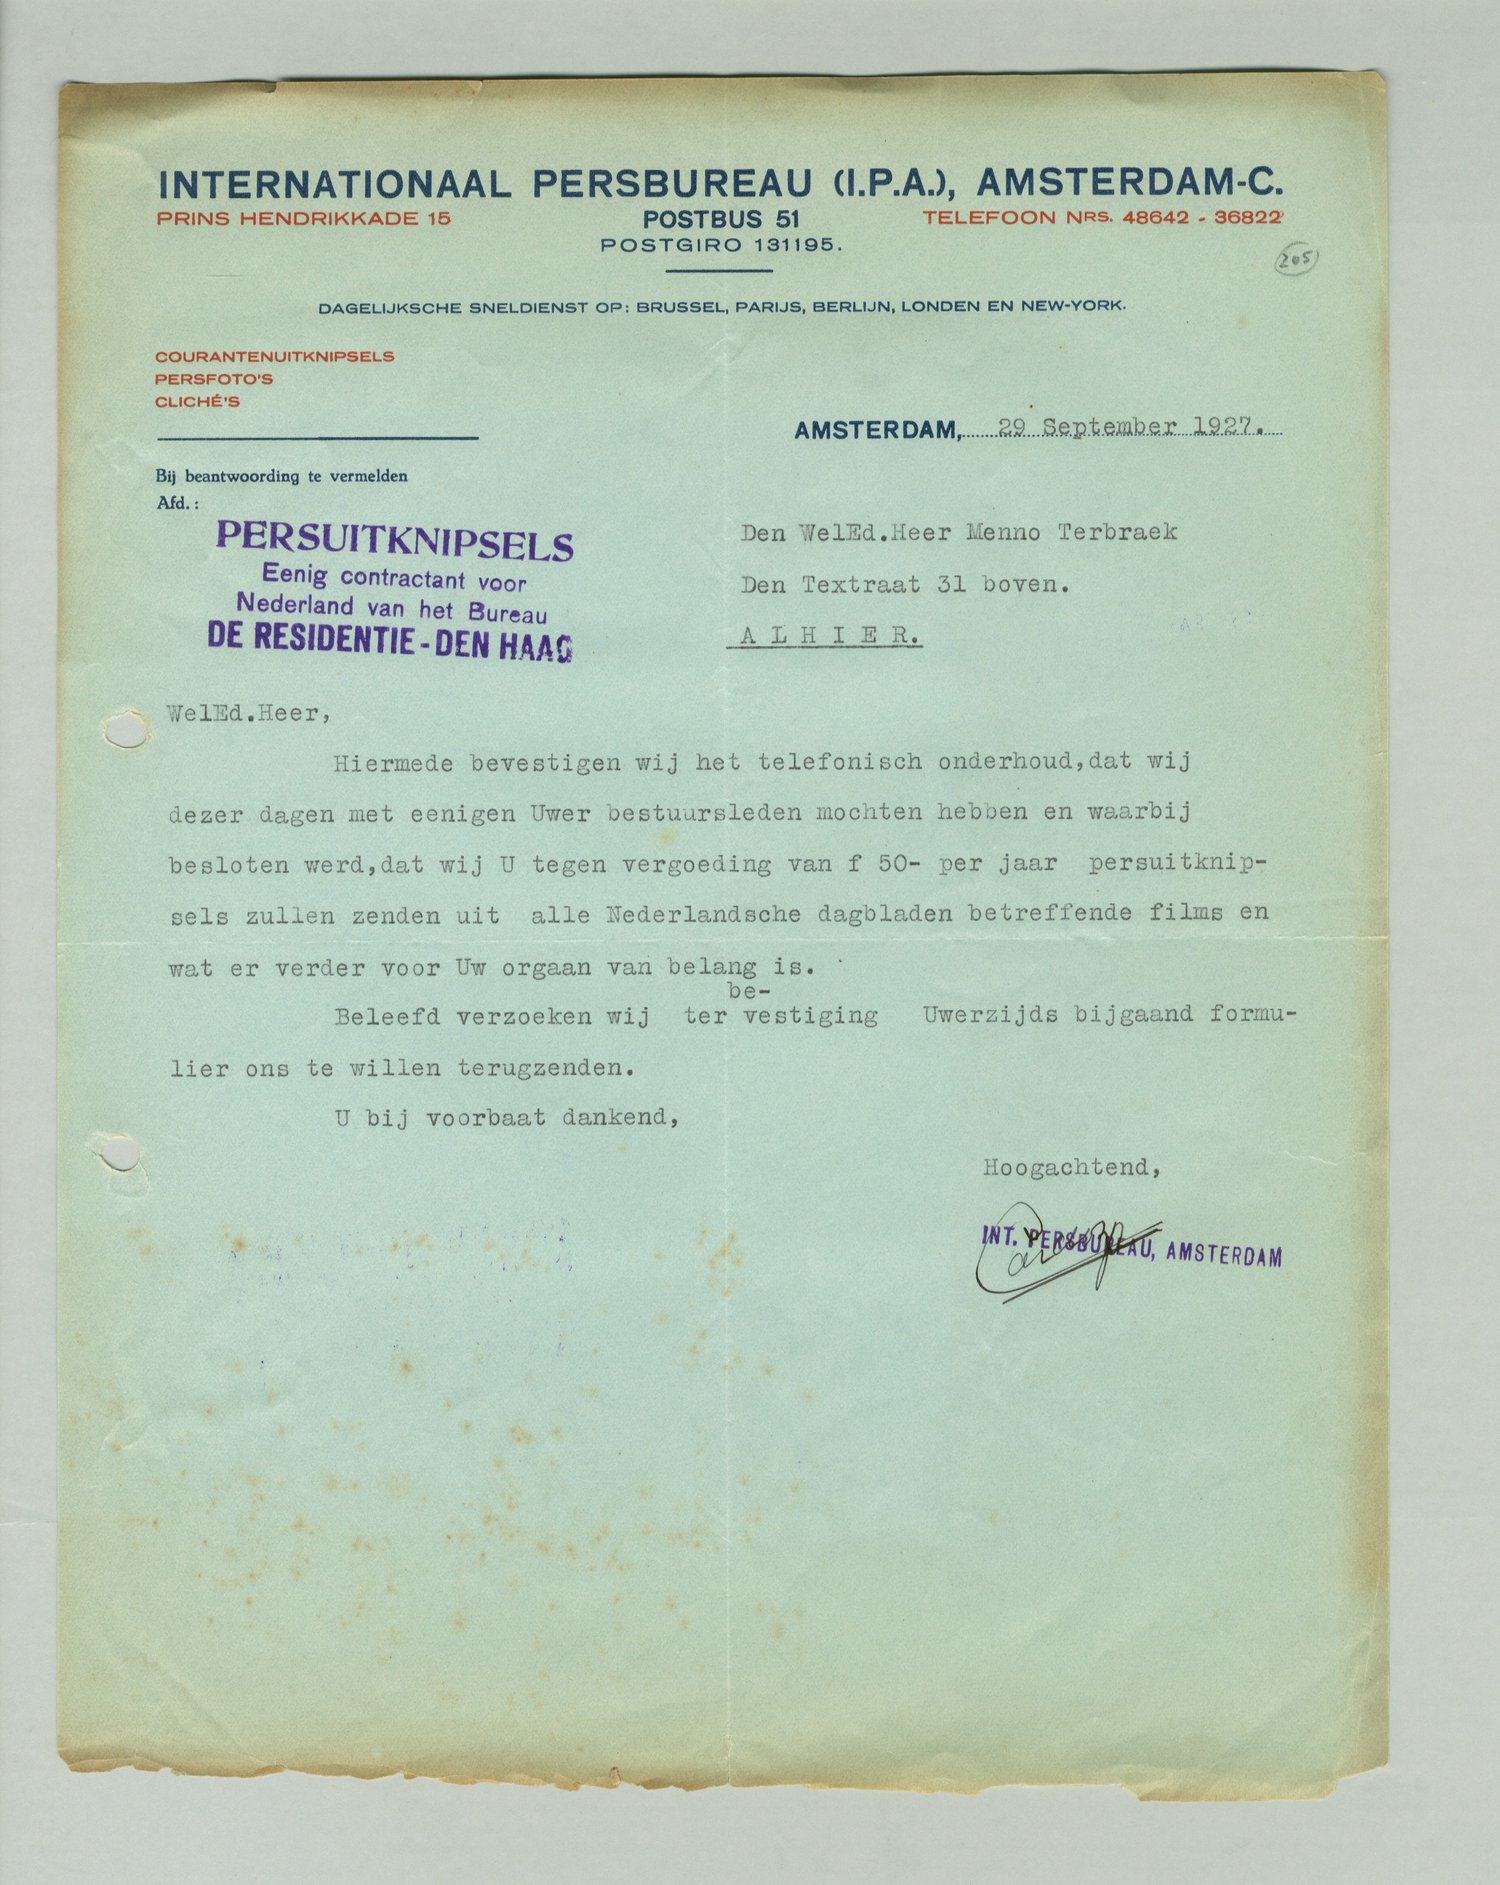 INTERNATIONAAL PERSBUREAU (I.P.A.), AMSTERDAM-C.
PRINS HENDRIKKADE 15 POSTBUS 51 TELEFOON NRS. 48642 - 36822
POSTGIRO 131195.
205
DAGELIJKSCHE SNELDIENST OP: BRUSSEL, PARIJS, BERLIJN, LONDEN EN NEW-YORK.
COURANTENUITKNIPSELS
PERSFOTO'S
CLICHÉ'S
AMSTERDAM, 29 September 1927.
Bij beantwoording te vermelden
Afd.:
PERSUITKNIPSELS
Eenig contractant voor
Nederland van het Bureau
DE RESIDENTIE-DEN HAAG
Den WelEd.Heer Menno Terbraek
Den Textraat 31 boven.
ALHIER.
WelEd.Heer,
Hiermede bevestigen wij het telefonisch onderhoud,dat wij
dezer dagen met eenigen Uwer bestuursleden mochten hebben en waarbij
besloten werd,dat wij U tegen vergoeding van f 50- per jaar persuitknip-
sels zullen zenden uit alle Nederlandsche dagbladen betreffende films en
wat er verder voor Uw orgaan van belang is.
be-
Beleefd verzoeken wij ter vestiging Uwerzijds bijgaand formu-
lier ons te willen terugzenden.
U bij voorbaat dankend,
Hoogachtend,
INT. PERSBUREAU, AMSTERDAM